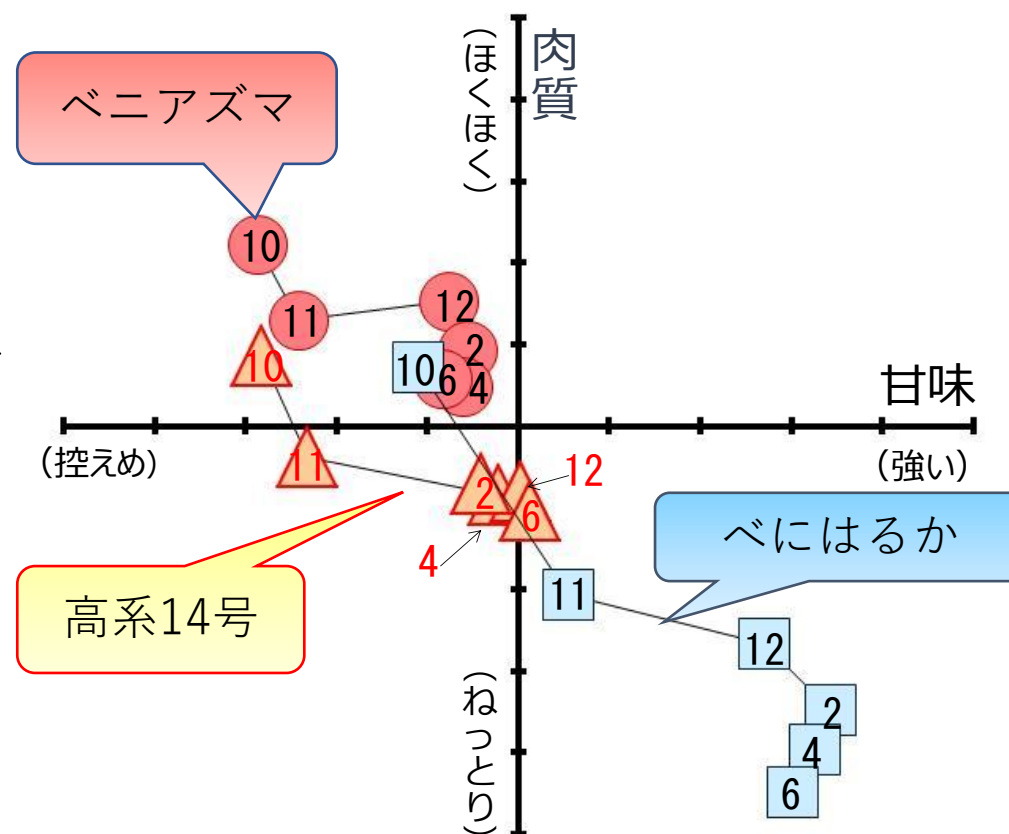 肉質
(ほくほく)
ベニアズマ
10
11
12
2
6
4
10
11
2
4
12
6
10
11
12
2
4
6
甘味
(控えめ)
(強い)
べにはるか
高系14号
(ねっとり)